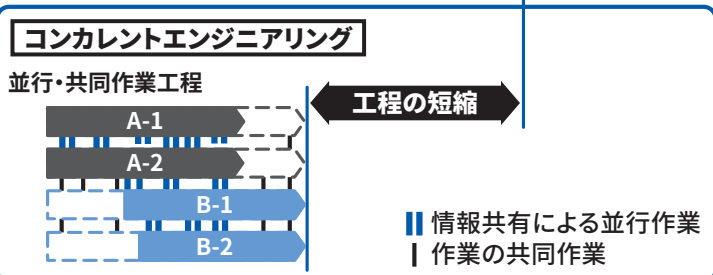 コンカレントエンジニアリング
並行・共同作業工程
工程の短縮
A-1
A-2
B-1
B-2
情報共有による並行作業
作業の共同作業